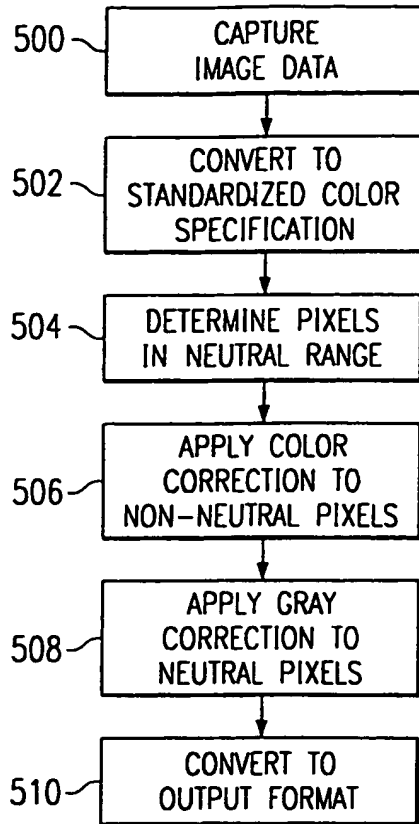 500
CAPTURE
IMAGE DATA
502
CONVERT TO
STANDARDIZED COLOR
SPECIFICATION
504
DETERMINE PIXELS
IN NEUTRAL RANGE
506
APPLY COLOR
CORRECTION TO
NON-NEUTRAL PIXELS
508
APPLY GRAY
CORRECTION TO
NEUTRAL PIXELS
510
CONVERT TO
OUTPUT FORMAT